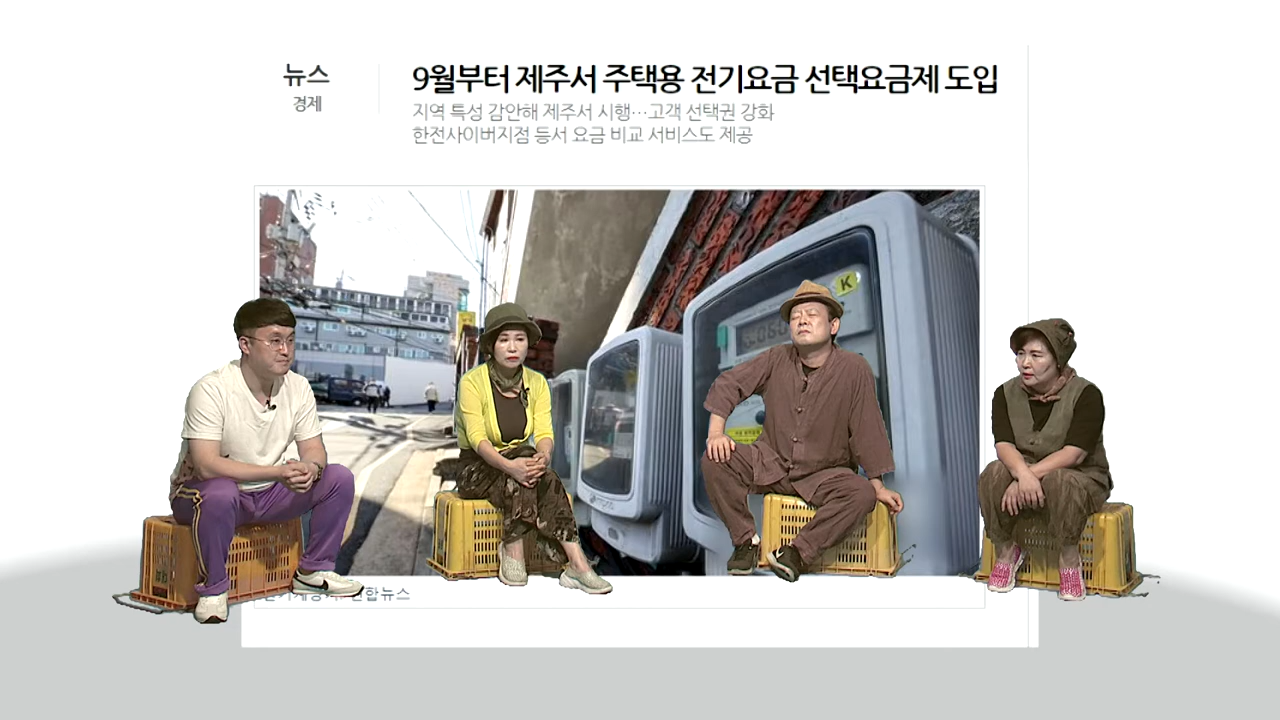 뉴스
경제
9월부터 제주서 주택용 전기요금 선택요금제 도입
지역 특성 감안해 제주서 시행…고객 선택권 강화
한전사이버지점 등서 요금 비교 서비스도 제공
K